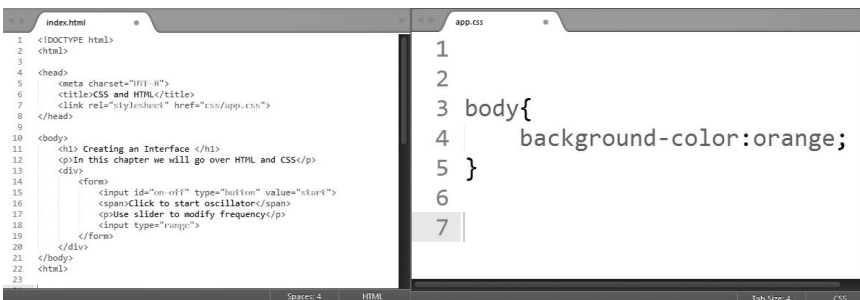 index.html
1 <!DOCTYPE html>
2 <html>
3
4 <head>
5 <meta charset="UTF-8">
6 <title>CSS and HTML</title>
7 <link rel="stylesheet" href="css/app.css">
8 </head>
9
10 <body>
11 <h1> Creating an Interface </h1>
12 <p>In this chapter we will go over HTML and CSS</p>
13 <div>
14 <form>
15 <input id="on-off" type="button" value="start">
16 <span>Click to start oscillator</span>
17 <p>Use slider to modify frequency</p>
18 <input type="range">
19 </form>
20 </div>
21 </body>
22 <html>
23
Spaces: 4 HTML
app.css
1
2
3 body{
4 background-color:orange;
5 }
6
7
Tab Size: 4 CSS